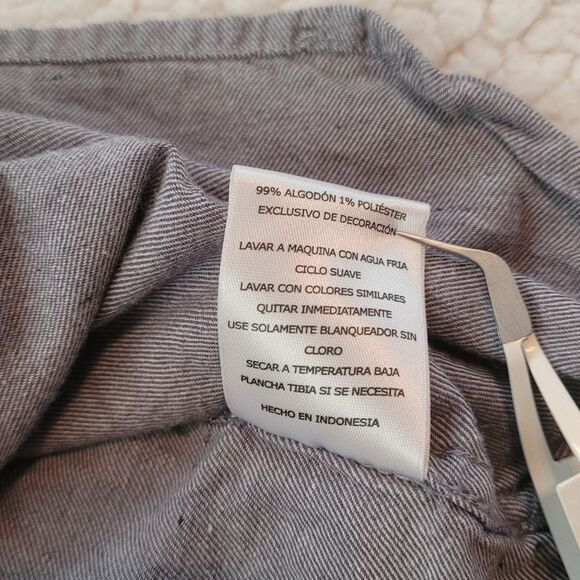 99% ALGODÓN 1% POLIÉSTER
EXCLUSIVO DE DECORACIÓN
LAVAR A MAQUINA CON AGUA FRIA
CICLO SUAVE
LAVAR CON COLORES SIMILARES
QUITAR INMEDIATAMENTE
USE SOLAMENTE BLANQUEADOR SIN
CLORO
SECAR A TEMPERATURA BAJA
PLANCHA TIBIA SI SE NECESITA
HECHO EN INDONESIA